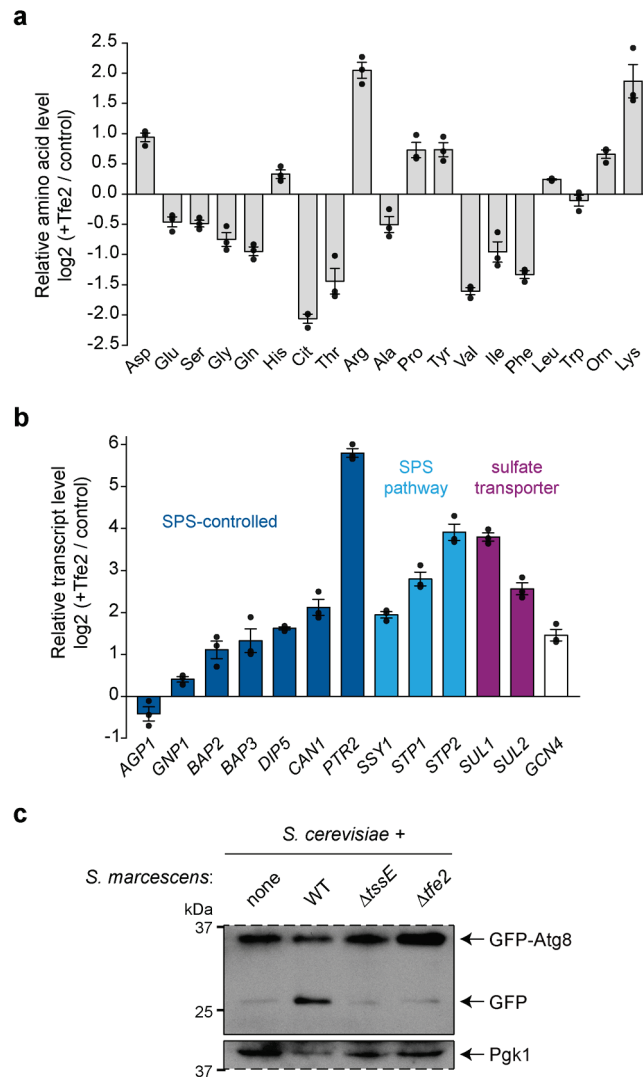 a
Relative amino acid level
log2 (+Tfe2 / control)
2.5
2.0
1.5
1.0
0.5
0.0
-0.5
-1.0
-1.5
-2.0
-2.5
Asp Glu Ser Gly Gln His Cit Thr Arg Ala Pro Tyr Val Ile Phe Leu Trp Orn Lys
b
Relative transcript level
log2 (+Tfe2 / control)
6
5
4
3
2
1
0
-1
SPS-controlled
SPS
pathway
sulfate
transporter
AGP1 GNP1 BAP2 BAP3 DIP5 CAN1 PTR2 SSY1 STP1 STP2 SUL1 SUL2 GCN4
c
S. cerevisiae +
S. marcescens: none WT ΔtssE Δtfe2
kDa
37
GFP-Atg8
GFP
25
Pgk1
37